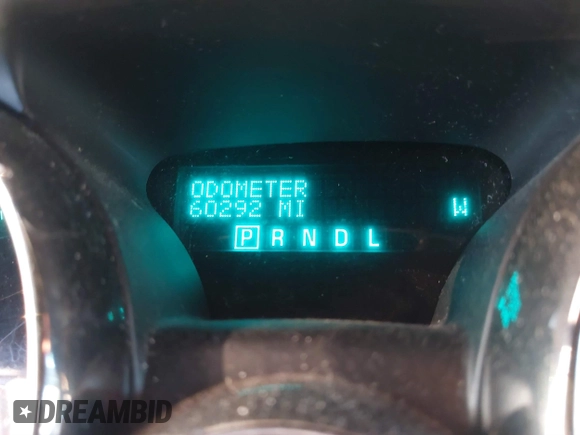 ODOMETER
60292 MI W
P R N D L
DREAMBID